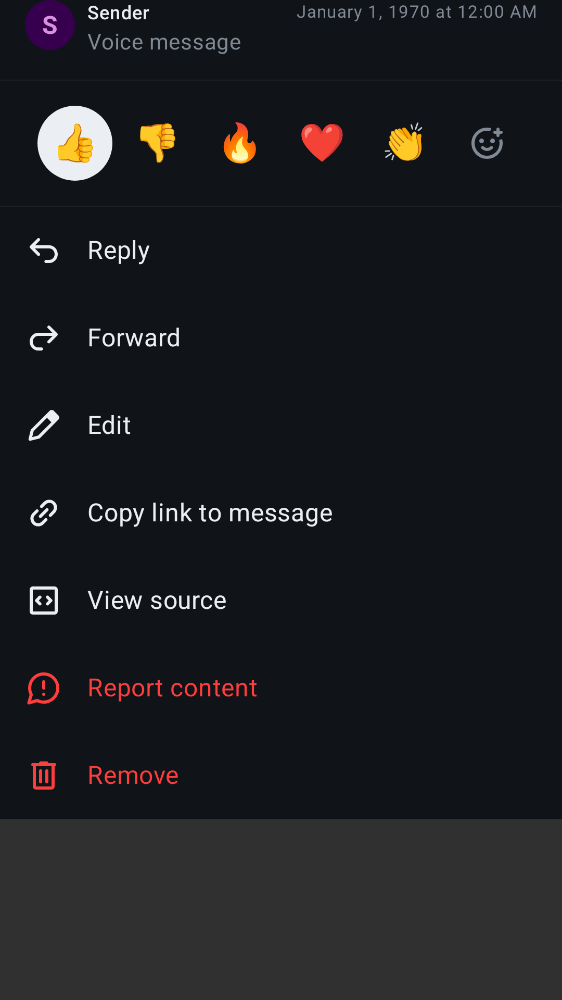 S
Sender
January 1, 1970 at 12:00 AM
Voice message
Reply
Forward
Edit
Copy link to message
View source
Report content
Remove